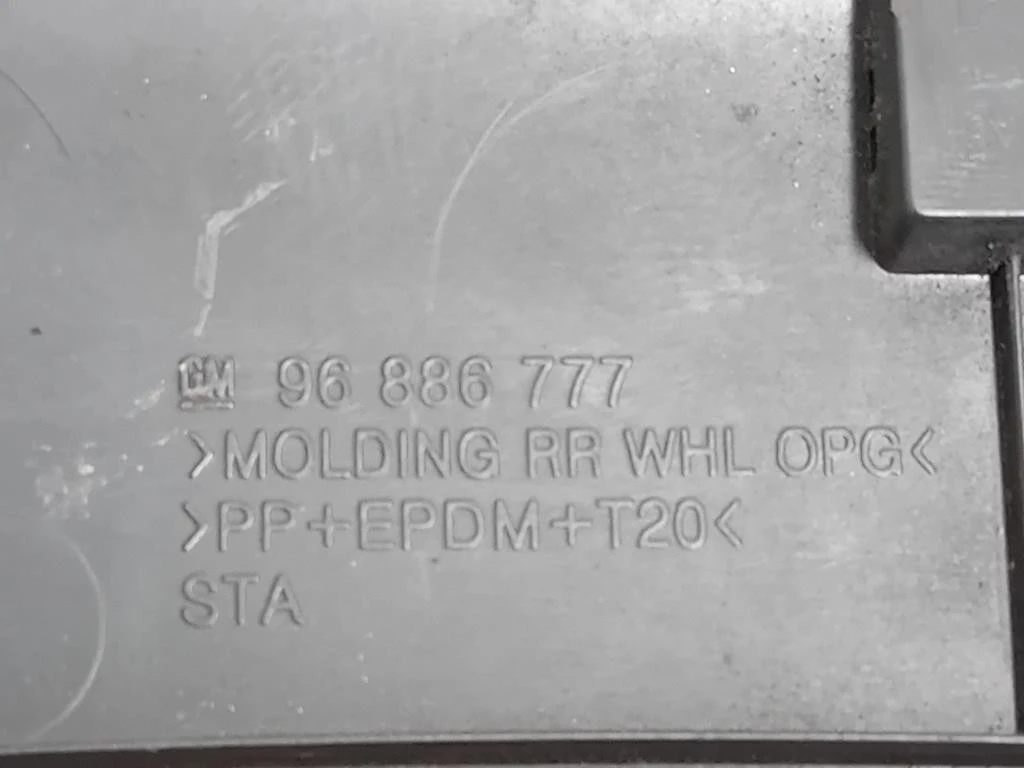 GM 96 886 777
>MOLDING RR WHL OPG<
>PP+EPDM+T20<
STA